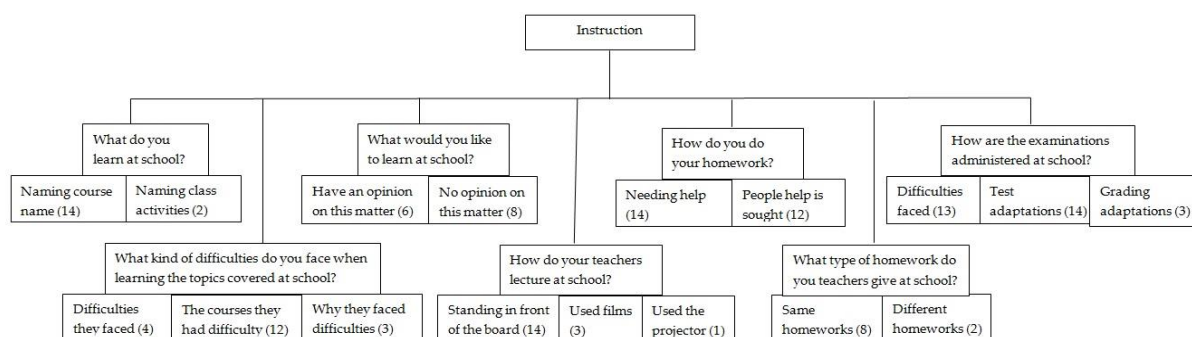 Instruction
What do you
learn at school?
Naming course
name (14)
Naming class
activities (2)
What would you like
to learn at school?
Have an opinion
on this matter (6)
No opinion on
this matter (8)
How do you do
your homework?
Needing help
(14)
People help is
sought (12)
How are the examinations
administered at school?
Difficulties
faced (13)
Test
adaptations (14)
Grading
adaptations (3)
What kind of difficulties do you face when
learning the topics covered at school?
Difficulties
they faced (4)
The courses they
had difficulty (12)
Why they faced
difficulties (3)
How do your teachers
lecture at school?
Standing in front
of the board (14)
Used films
(3)
Used the
projector (1)
What type of homework do
you teachers give at school?
Same
homeworks (8)
Different
homeworks (2)